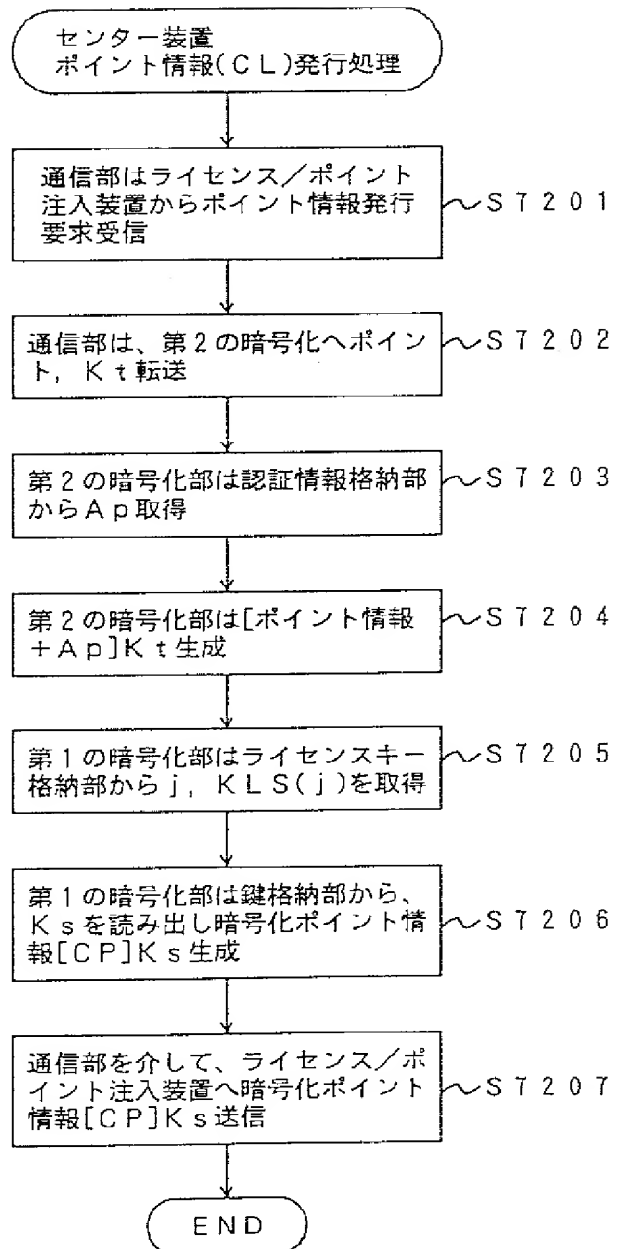 センター装置
ポイント情報(CL)発行処理
通信部はライセンス／ポイント
注入装置からポイント情報発行
要求受信
S7201
通信部は、第2の暗号化へポイン
ト，Kt転送
S7202
第2の暗号化部は認証情報格納部
からAp取得
S7203
第2の暗号化部は[ポイント情報
+Ap]Kt生成
S7204
第1の暗号化部はライセンスキー
格納部からj，KLS(j)を取得
S7205
第1の暗号化部は鍵格納部から、
Ksを読み出し暗号化ポイント情
報[CP]Ks生成
S7206
通信部を介して、ライセンス／ポ
イント注入装置へ暗号化ポイント
情報[CP]Ks送信
S7207
END